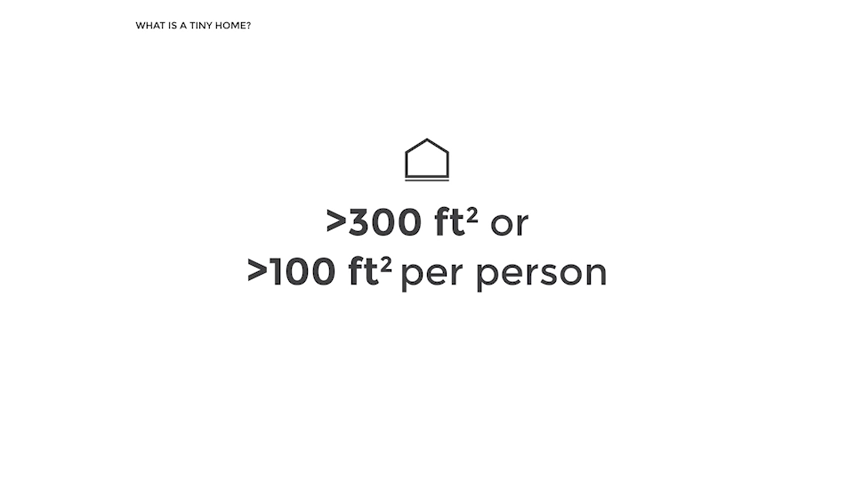 WHAT IS A TINY HOME?
>300 ft² or
>100 ft² per person